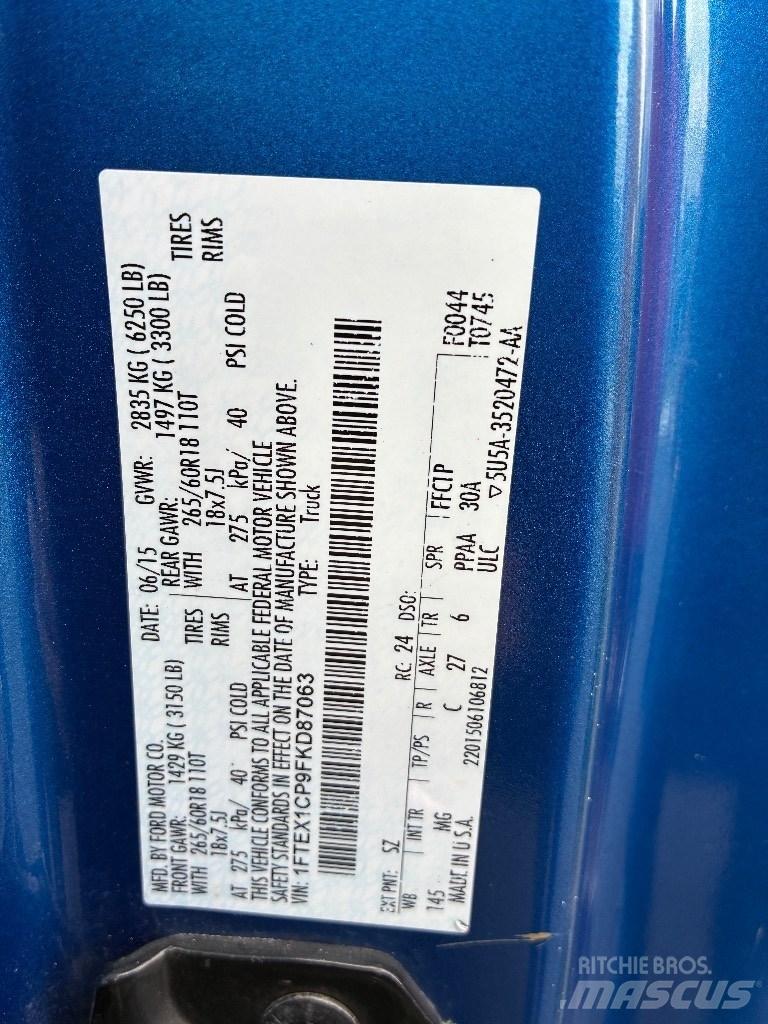 MFD. BY FORD MOTOR CO.
DATE: 06/15 GVWR: 2835 KG ( 6250 LB)
FRONT GAWR: 1429 KG ( 3150 LB) REAR GAWR: 1497 KG ( 3300 LB)
WITH 265/60R18 110T TIRES WITH 265/60R18 110T TIRES
18x7.5J RIMS 18x7.5J RIMS
AT 275 kPa/ 40 PSI COLD AT 275 kPa/ 40 PSI COLD
THIS VEHICLE CONFORMS TO ALL APPLICABLE FEDERAL MOTOR VEHICLE
SAFETY STANDARDS IN EFFECT ON THE DATE OF MANUFACTURE SHOWN ABOVE.
VIN: 1FTEX1CP9FKD87063 TYPE: Truck
EXT PNT: SZ RC: 24 DSO: F0044
WB INT TR TP/PS R AXLE TR SPR FFC1P T0745
145 MG C 27 6 PPAA 30A
MADE IN U.S.A. 2201506106812 ULC ▽5U5A-3520472-AA
RITCHIE BROS.
MASCUS